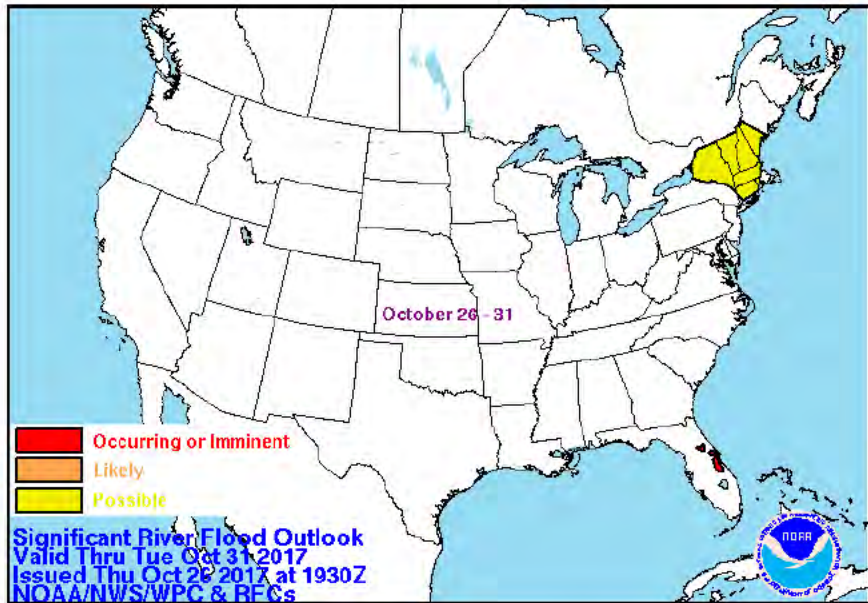 October 26 - 31
Occurring or Imminent
Likely
Possible
Significant River Flood Outlook
Valid Thru Tue Oct 31 2017
Issued Thu Oct 26 2017 at 1930Z
NOAA/NWS/WPC & RFCs
NOAA